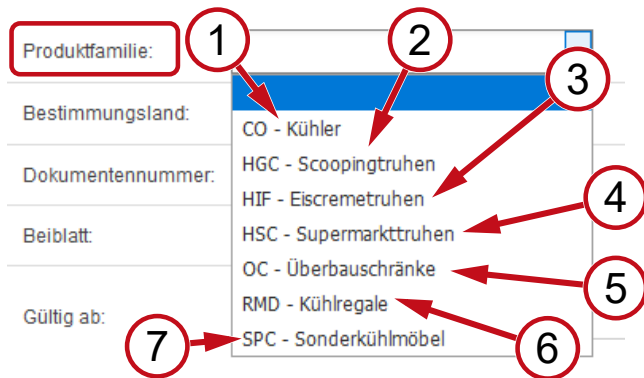 Produktfamilie:
1
2
3
Bestimmungsland:
CO - Kühler
Dokumentennummer:
HGC - Scoopingtruhen
HIF - Eiscremetruhen
4
Beiblatt:
HSC - Supermarkttruhen
OC - Überbauschränke
5
Gültig ab:
RMD - Kühlregale
7
SPC - Sonderkühlmöbel
6